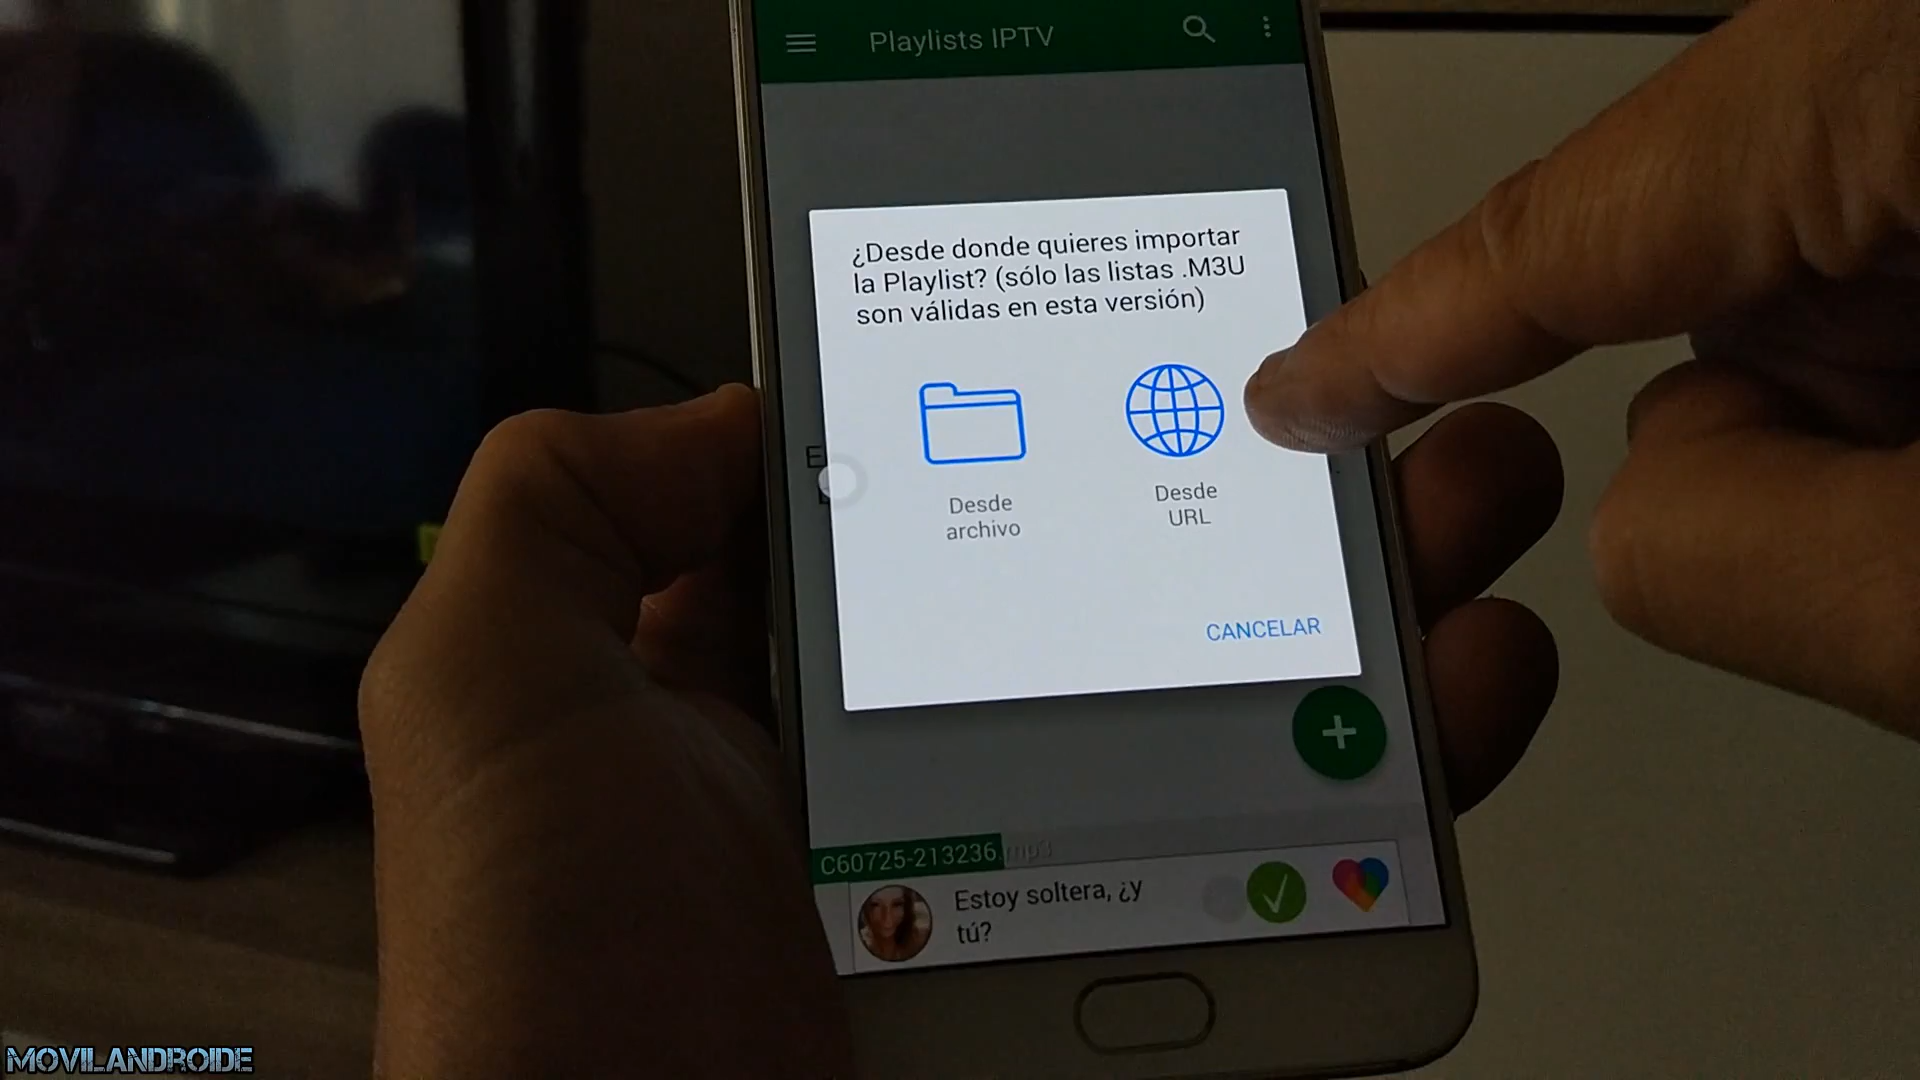 Playlists IPTV
¿Desde donde quieres importar
la Playlist? (sólo las listas .M3U
son válidas en esta versión)
Desde
archivo
Desde
URL
CANCELAR
C60725-213236.mp3
Estoy soltera, ¿y
tú?
MOVILANDROIDE